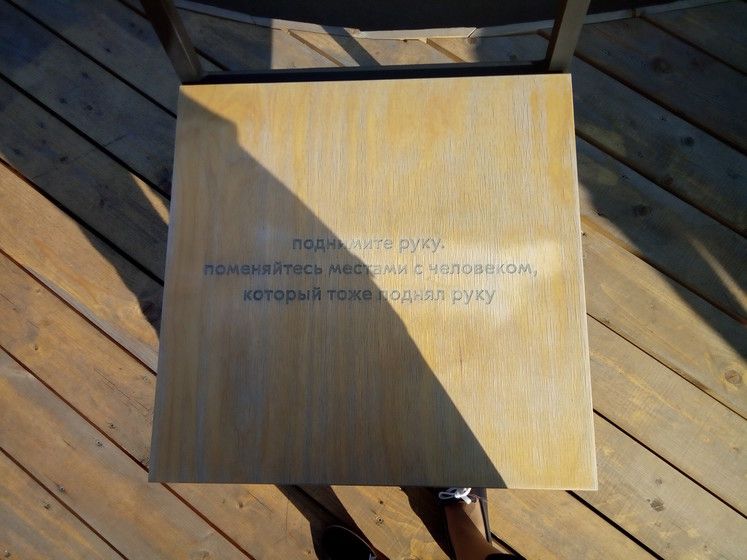 поднимите руку.
поменяйтесь местами с человеком,
который тоже поднял руку